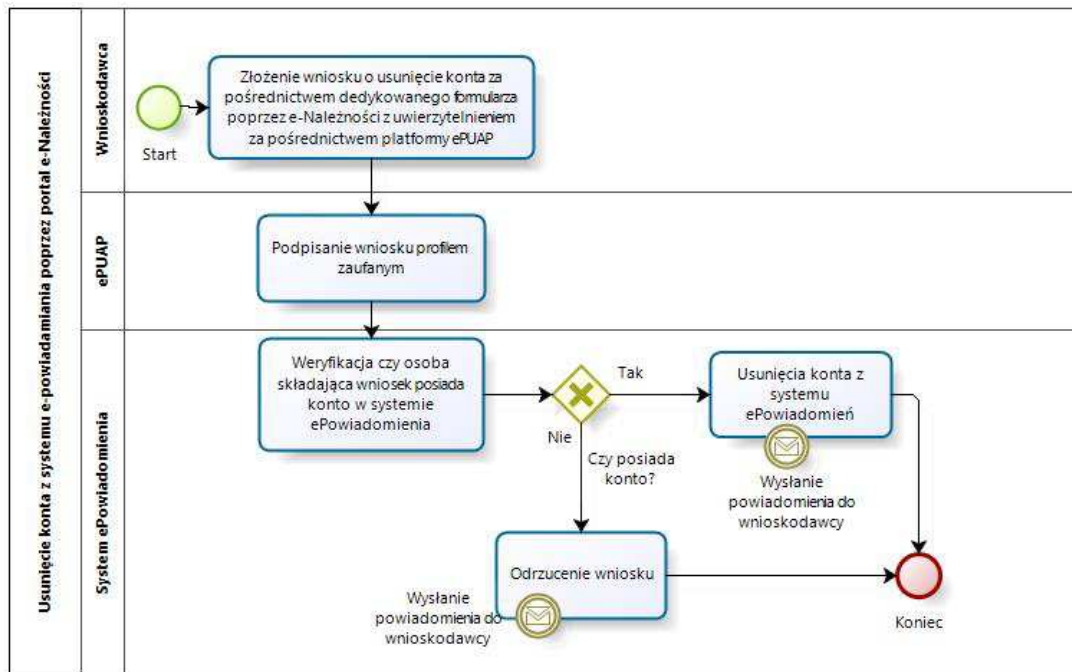 Usunięcie konta z systemu e-powiadamiania poprzez portal e-Należności
Wnioskodawca
Start
Złożenie wniosku o usunięcie konta za
pośrednictwem dedykowanego formularza
poprzez e-Należności z uwierzytelnieniem
za pośrednictwem platformy ePUAP
ePUAP
Podpisanie wniosku profilem
zaufanym
System ePowiadomienia
Weryfikacja czy osoba
składająca wniosek posiada
konto w systemie
ePowiadomienia
Tak
Nie
Czy posiada
konto?
Usunięcia konta z
systemu
ePowiadomień
Wysłanie
powiadomienia do
wnioskodawcy
Odrzucenie wniosku
Wysłanie
powiadomienia do
wnioskodawcy
Koniec